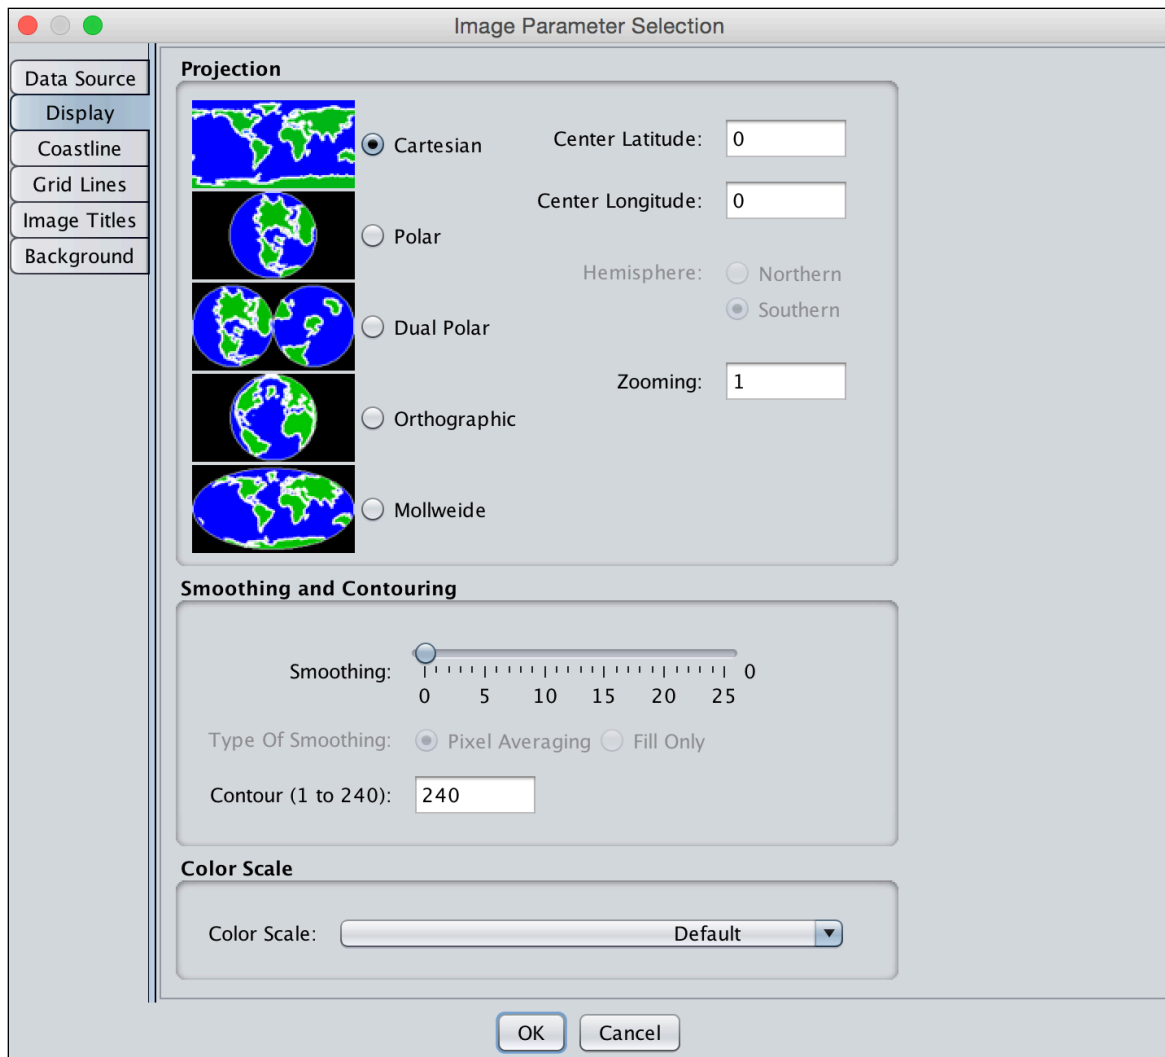 Image Parameter Selection
Data Source
Display
Coastline
Grid Lines
Image Titles
Background
Projection
Cartesian
Polar
Dual Polar
Orthographic
Mollweide
Center Latitude: 0
Center Longitude: 0
Hemisphere: Northern
Southern
Zooming: 1
Smoothing and Contouring
Smoothing: 0
0 5 10 15 20 25
Type Of Smoothing: Pixel Averaging Fill Only
Contour (1 to 240): 240
Color Scale
Color Scale: Default
OK Cancel